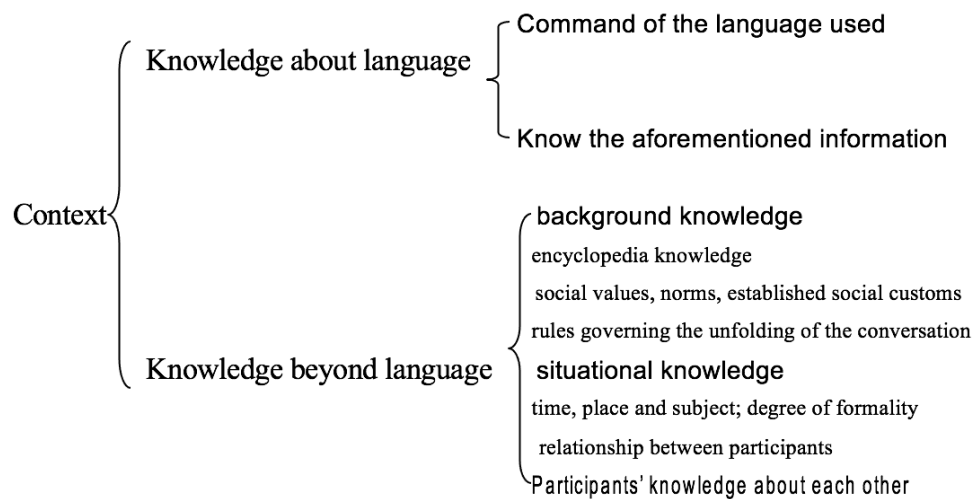 Context
Knowledge about language
Command of the language used
Know the aforementioned information
Knowledge beyond language
background knowledge
encyclopedia knowledge
social values, norms, established social customs
rules governing the unfolding of the conversation
situational knowledge
time, place and subject; degree of formality
relationship between participants
Participants' knowledge about each other